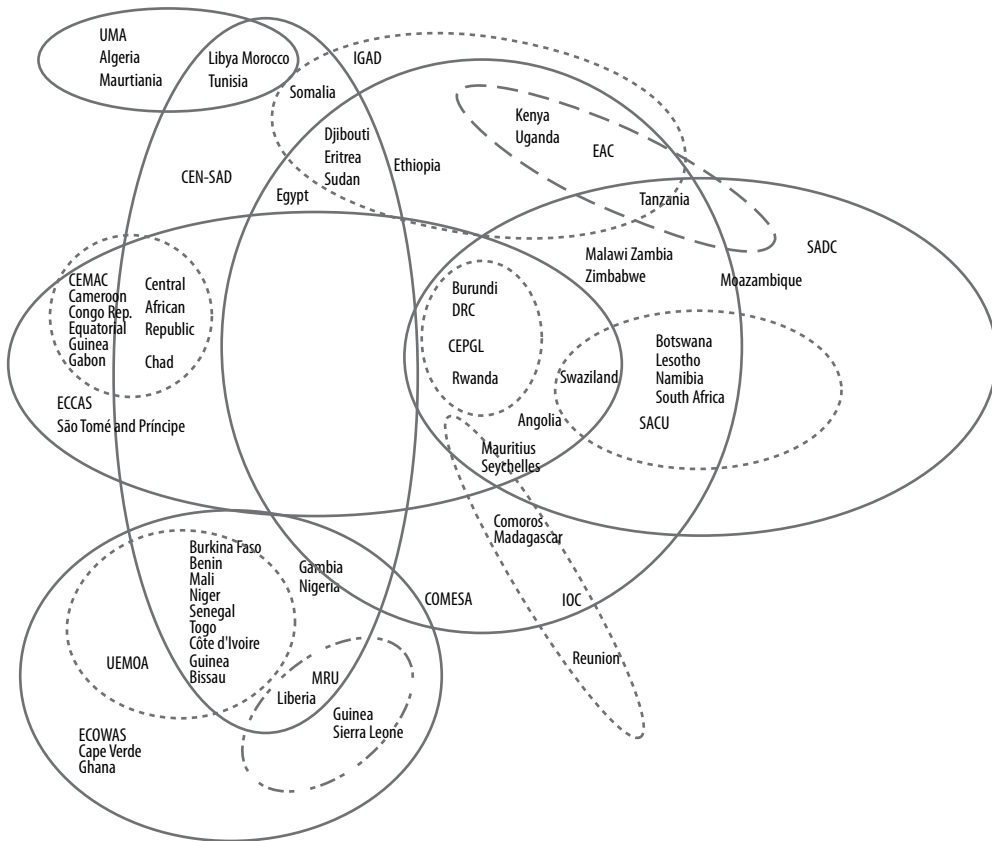 UMA
Algeria
Maurtiania
Libya Morocco
Tunisia
IGAD
Somalia
Djibouti
Eritrea
Sudan
Ethiopia
Kenya
Uganda
EAC
CEN-SAD
Egypt
Tanzania
SADC
Malawi Zambia
Zimbabwe
Moazambique
CEMAC
Cameroon
Congo Rep.
Equatorial
Guinea
Gabon
Central
African
Republic
Chad
Burundi
DRC
CEPGL
Rwanda
Swaziland
Botswana
Lesotho
Namibia
South Africa
SACU
ECCAS
São Tomé and Príncipe
Angolia
Mauritius
Seychelles
Comoros
Madagascar
Burkina Faso
Benin
Mali
Niger
Senegal
Togo
Côte d'Ivoire
Guinea
Bissau
Gambia
Nigeria
COMESA
IOC
UEMOA
MRU
Liberia
Reunion
Guinea
Sierra Leone
ECOWAS
Cape Verde
Ghana